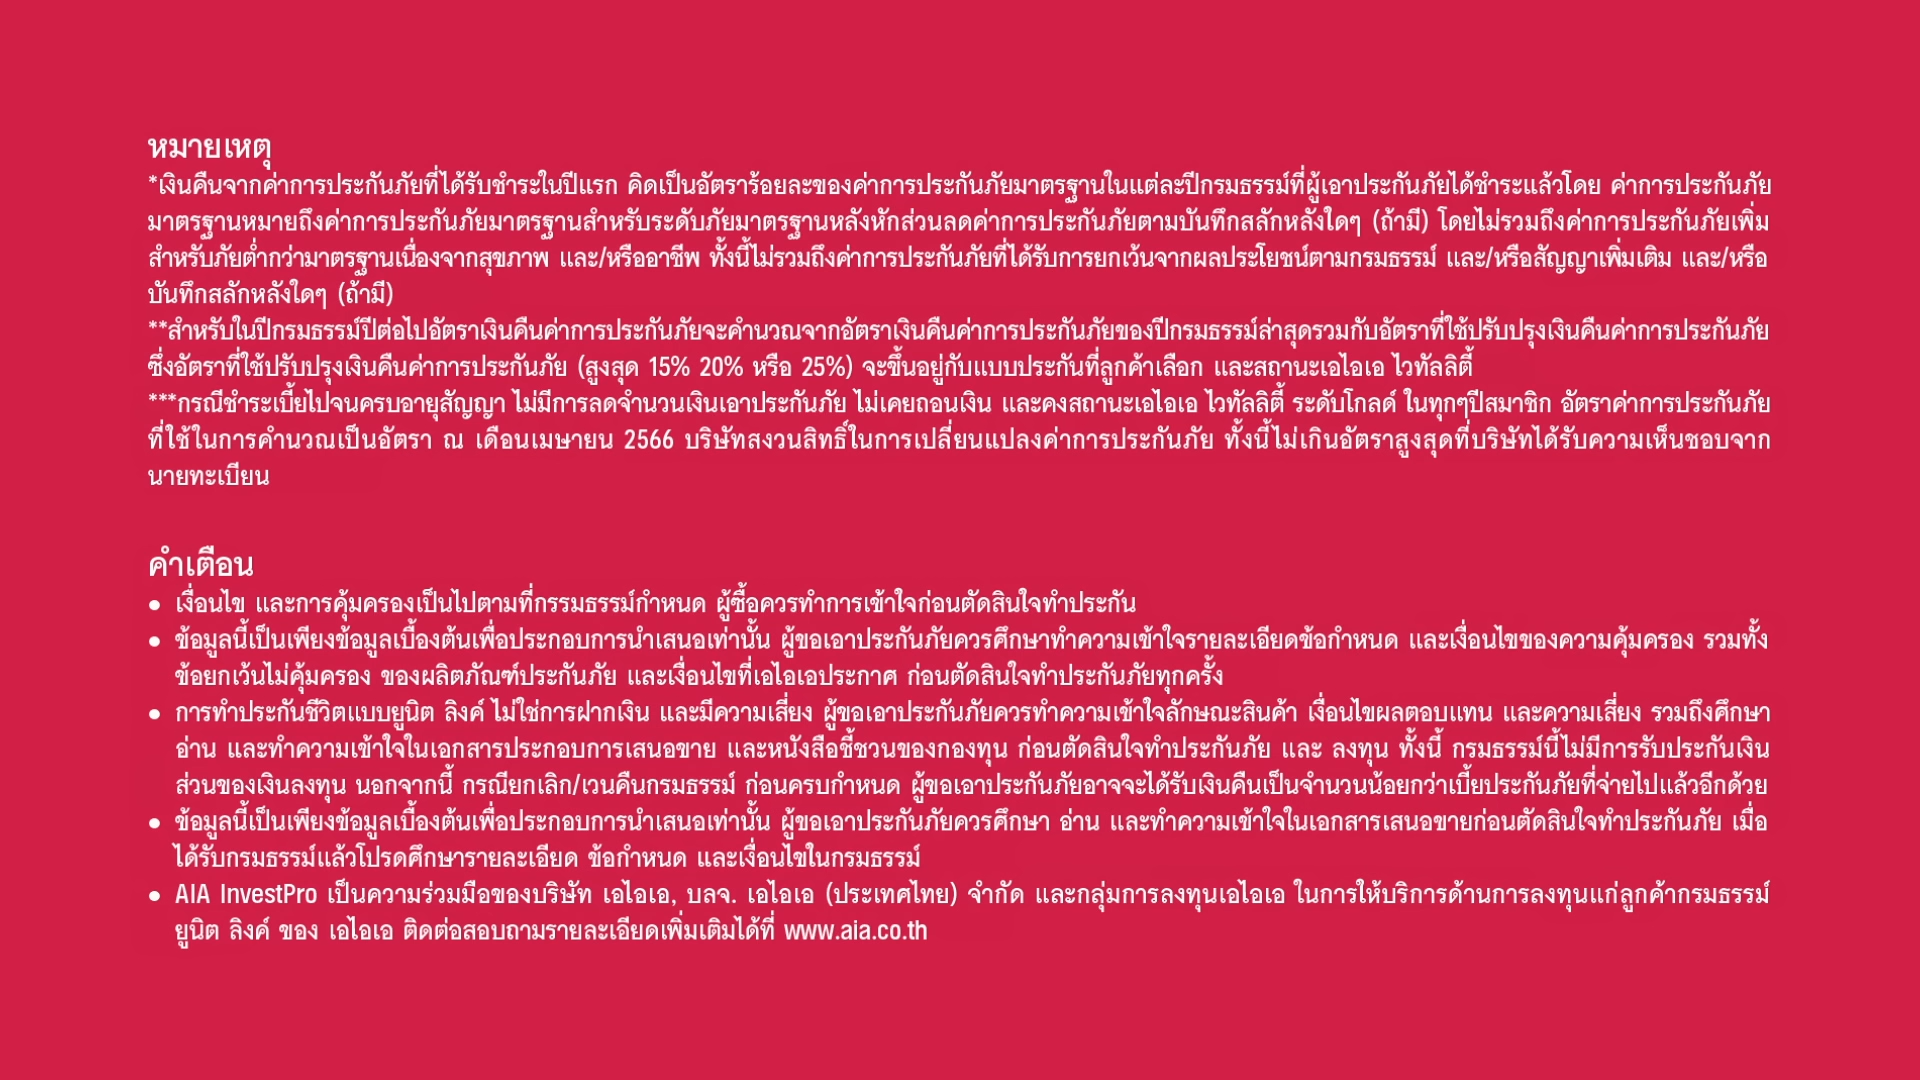 หมายเหตุ
*เงินคืนจากค่าการประกันภัยที่ได้รับชำระในปีแรก คิดเป็นอัตราร้อยละของค่าการประกันภัยมาตรฐานในแต่ละปีกรมธรรม์ที่ผู้เอาประกันภัยได้ชำระแล้วโดย ค่าการประกันภัย
มาตรฐานหมายถึงค่าการประกันภัยมาตรฐานสำหรับระดับภัยมาตรฐานหลังหักส่วนลดค่าการประกันภัยตามบันทึกสลักหลังใดๆ (ถ้ามี) โดยไม่รวมถึงค่าการประกันภัยเพิ่ม
สำหรับภัยต่ำกว่ามาตรฐานเนื่องจากสุขภาพ และ/หรืออาชีพ ทั้งนี้ไม่รวมถึงค่าการประกันภัยที่ได้รับการยกเว้นจากผลประโยชน์ตามกรมธรรม์ และ/หรือสัญญาเพิ่มเติม และ/หรือ
บันทึกสลักหลังใดๆ (ถ้ามี)
**สำหรับในปีกรมธรรม์ปีต่อไปอัตราเงินคืนค่าการประกันภัยจะคำนวณจากอัตราเงินคืนค่าการประกันภัยของปีกรมธรรม์ล่าสุดรวมกับอัตราที่ใช้ปรับปรุงเงินคืนค่าการประกันภัย
ซึ่งอัตราที่ใช้ปรับปรุงเงินคืนค่าการประกันภัย (สูงสุด 15% 20% หรือ 25%) จะขึ้นอยู่กับแบบประกันที่ลูกค้าเลือก และสถานะเอไอเอ ไวทัลลิตี้
***กรณีชำระเบี้ยไปจนครบอายุสัญญา ไม่มีการลดจำนวนเงินเอาประกันภัย ไม่เคยถอนเงิน และคงสถานะเอไอเอ ไวทัลลิตี้ ระดับโกลด์ ในทุกๆปีสมาชิก อัตราค่าการประกันภัย
ที่ใช้ในการคำนวณเป็นอัตรา ณ เดือนเมษายน 2566 บริษัทสงวนสิทธิ์ในการเปลี่ยนแปลงค่าการประกันภัย ทั้งนี้ไม่เกินอัตราสูงสุดที่บริษัทได้รับความเห็นชอบจาก
นายทะเบียน
คำเตือน
• เงื่อนไข และการคุ้มครองเป็นไปตามที่กรรมธรรม์กำหนด ผู้ซื้อควรทำการเข้าใจก่อนตัดสินใจทำประกัน
• ข้อมูลนี้เป็นเพียงข้อมูลเบื้องต้นเพื่อประกอบการนำเสนอเท่านั้น ผู้ขอเอาประกันภัยควรศึกษาทำความเข้าใจรายละเอียดข้อกำหนด และเงื่อนไขของความคุ้มครอง รวมทั้ง
ข้อยกเว้นไม่คุ้มครอง ของผลิตภัณฑ์ประกันภัย และเงื่อนไขที่เอไอเอประกาศ ก่อนตัดสินใจทำประกันภัยทุกครั้ง
• การทำประกันชีวิตแบบยูนิต ลิงค์ ไม่ใช่การฝากเงิน และมีความเสี่ยง ผู้ขอเอาประกันภัยควรทำความเข้าใจลักษณะสินค้า เงื่อนไขผลตอบแทน และความเสี่ยง รวมถึงศึกษา
อ่าน และทำความเข้าใจในเอกสารประกอบการเสนอขาย และหนังสือชี้ชวนของกองทุน ก่อนตัดสินใจทำประกันภัย และ ลงทุน ทั้งนี้ กรมธรรม์นี้ไม่มีการรับประกันเงิน
ส่วนของเงินลงทุน นอกจากนี้ กรณียกเลิก/เวนคืนกรมธรรม์ ก่อนครบกำหนด ผู้ขอเอาประกันภัยอาจจะได้รับเงินคืนเป็นจำนวนน้อยกว่าเบี้ยประกันภัยที่จ่ายไปแล้วอีกด้วย
• ข้อมูลนี้เป็นเพียงข้อมูลเบื้องต้นเพื่อประกอบการนำเสนอเท่านั้น ผู้ขอเอาประกันภัยควรศึกษา อ่าน และทำความเข้าใจในเอกสารเสนอขายก่อนตัดสินใจทำประกันภัย เมื่อ
ได้รับกรมธรรม์แล้วโปรดศึกษารายละเอียด ข้อกำหนด และเงื่อนไขในกรมธรรม์
• AIA InvestPro เป็นความร่วมมือของบริษัท เอไอเอ, บลจ. เอไอเอ (ประเทศไทย) จำกัด และกลุ่มการลงทุนเอไอเอ ในการให้บริการด้านการลงทุนแก่ลูกค้ากรมธรรม์
ยูนิต ลิงค์ ของ เอไอเอ ติดต่อสอบถามรายละเอียดเพิ่มเติมได้ที่ www.aia.co.th